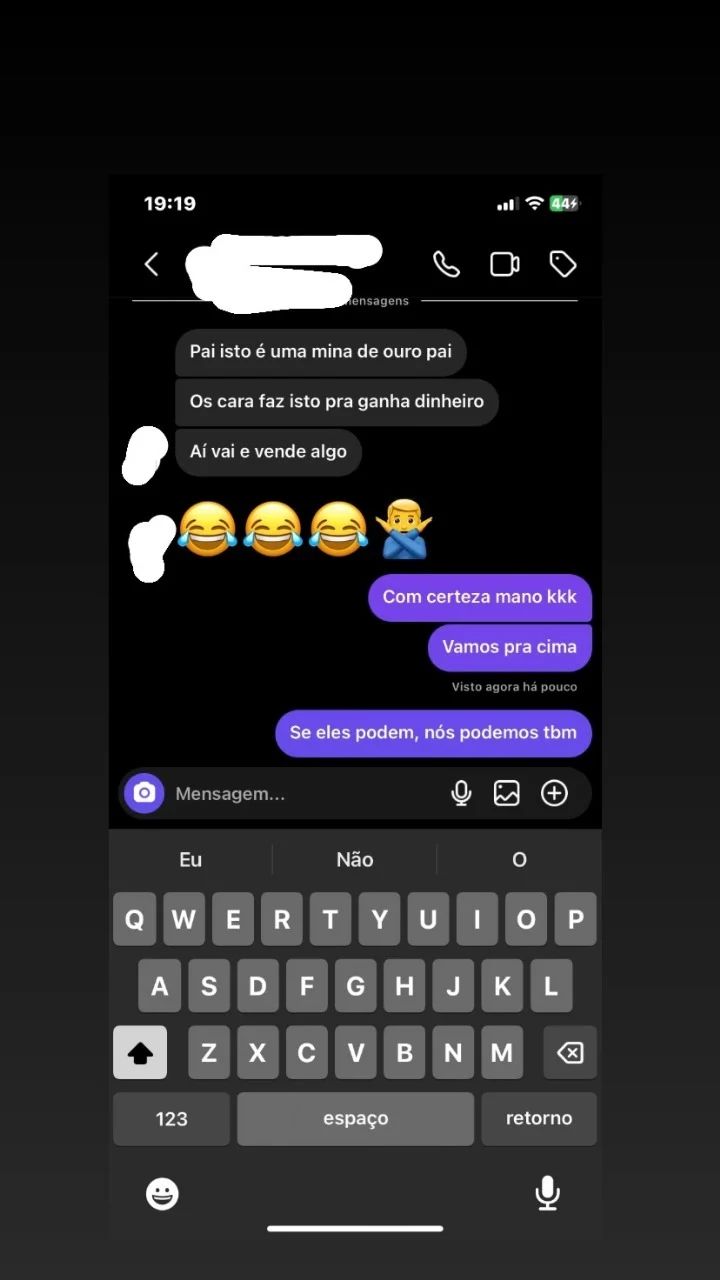 19:19
44
mensagens
Pai isto é uma mina de ouro pai
Os cara faz isto pra ganha dinheiro
Aí vai e vende algo
Com certeza mano kkk
Vamos pra cima
Visto agora há pouco
Se eles podem, nós podemos tbm
Mensagem...
Eu Não O
Q W E R T Y U I O P
A S D F G H J K L
Z X C V B N M
123 espaço retorno